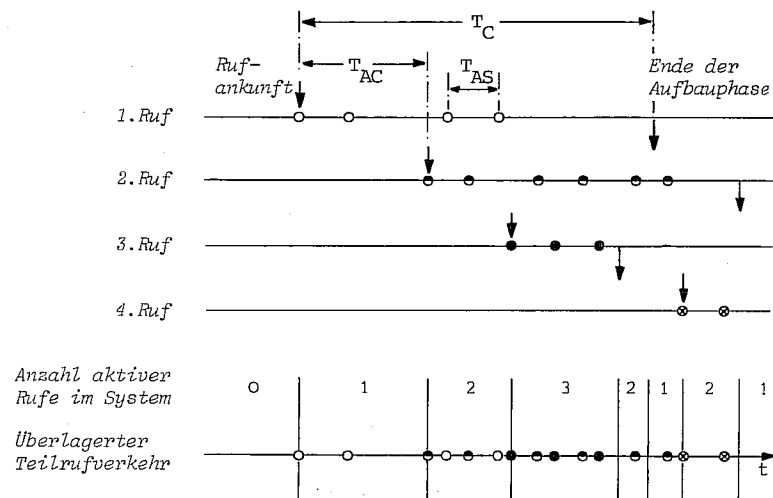 T_C
Ruf-
ankunft
T_AC
T_AS
Ende der
Aufbauphase
1.Ruf
2.Ruf
3.Ruf
4.Ruf
Anzahl aktiver
Rufe im System
O 1 2 3 2 1 2 1
Überlagerter
Teilrufverkehr
t